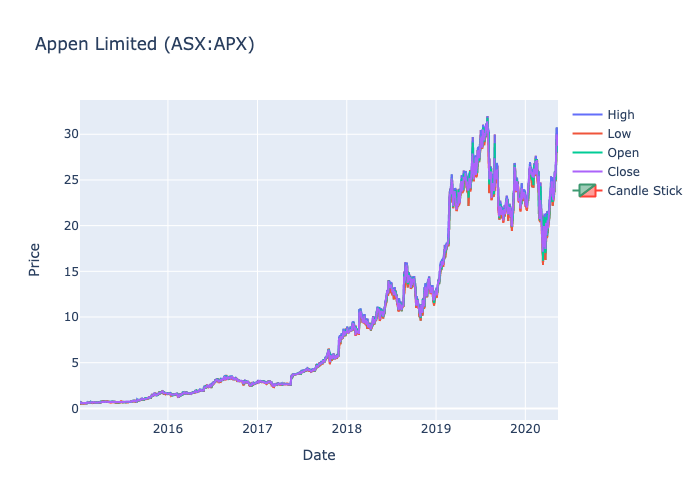 Appen Limited (ASX:APX)
High
Low
Open
Close
Candle Stick
30
25
20
15
10
5
0
Price
2016 2017 2018 2019 2020
Date